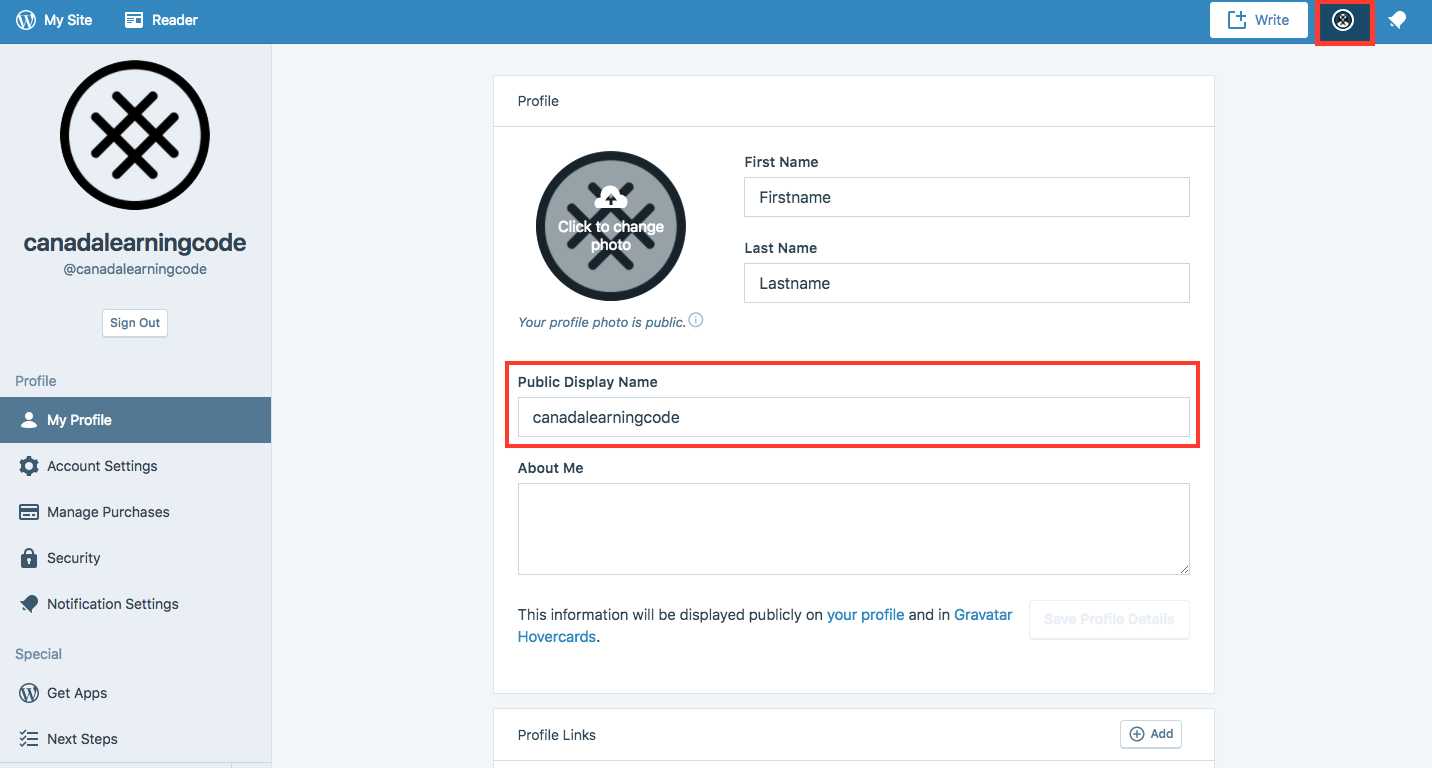 My Site
Reader
Write
canadalearningcode
@canadalearningcode
Sign Out
Profile
My Profile
Account Settings
Manage Purchases
Security
Notification Settings
Special
Get Apps
Next Steps
Profile
Click to change
photo
Your profile photo is public.
First Name
Firstname
Last Name
Lastname
Public Display Name
canadalearningcode
About Me
This information will be displayed publicly on your profile and in Gravatar
Hovercards.
Save Profile Details
Profile Links
Add